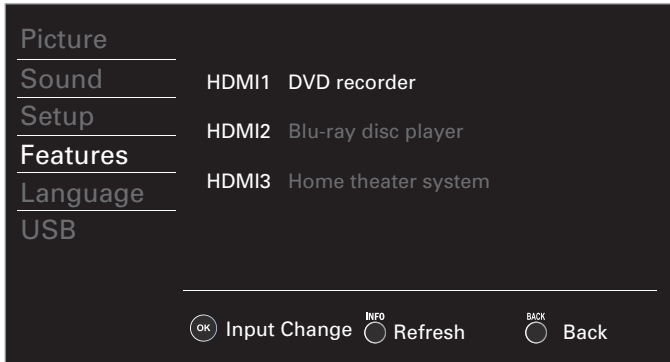 Picture
Sound
Setup
Features
Language
USB
HDMI1 DVD recorder
HDMI2 Blu-ray disc player
HDMI3 Home theater system
OK Input Change INFO Refresh BACK Back